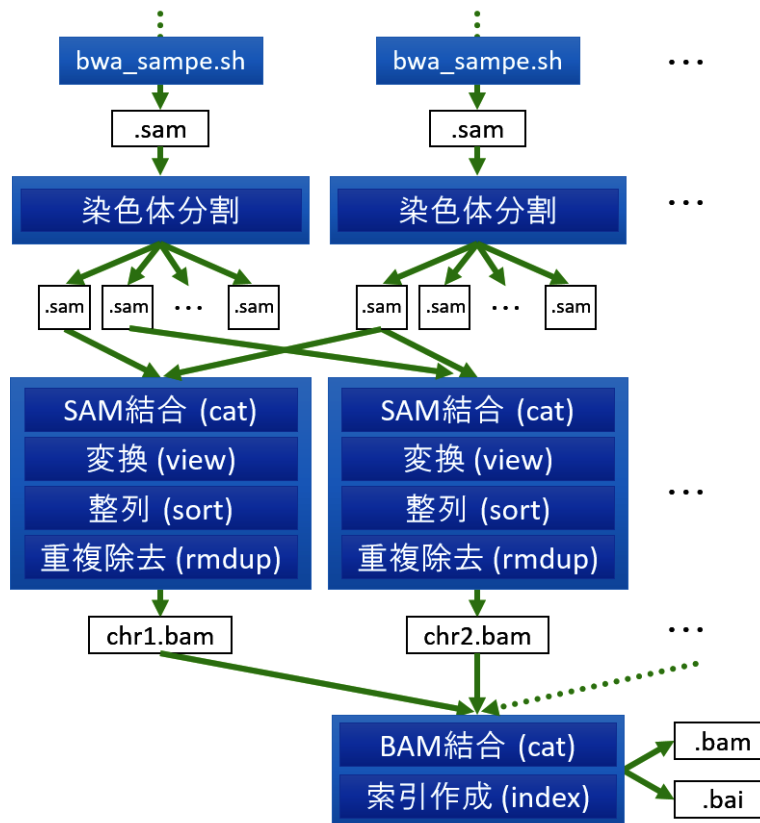 bwa_sampe.sh bwa_sampe.sh ...
.sam .sam
染色体分割 染色体分割 ...
.sam .sam ... .sam .sam .sam ... .sam
SAM結合 (cat) SAM結合 (cat)
変換 (view) 変換 (view)
整列 (sort) 整列 (sort) ...
重複除去 (rmdup) 重複除去 (rmdup)
chr1.bam chr2.bam ...
BAM結合 (cat) .bam
索引作成 (index) .bai